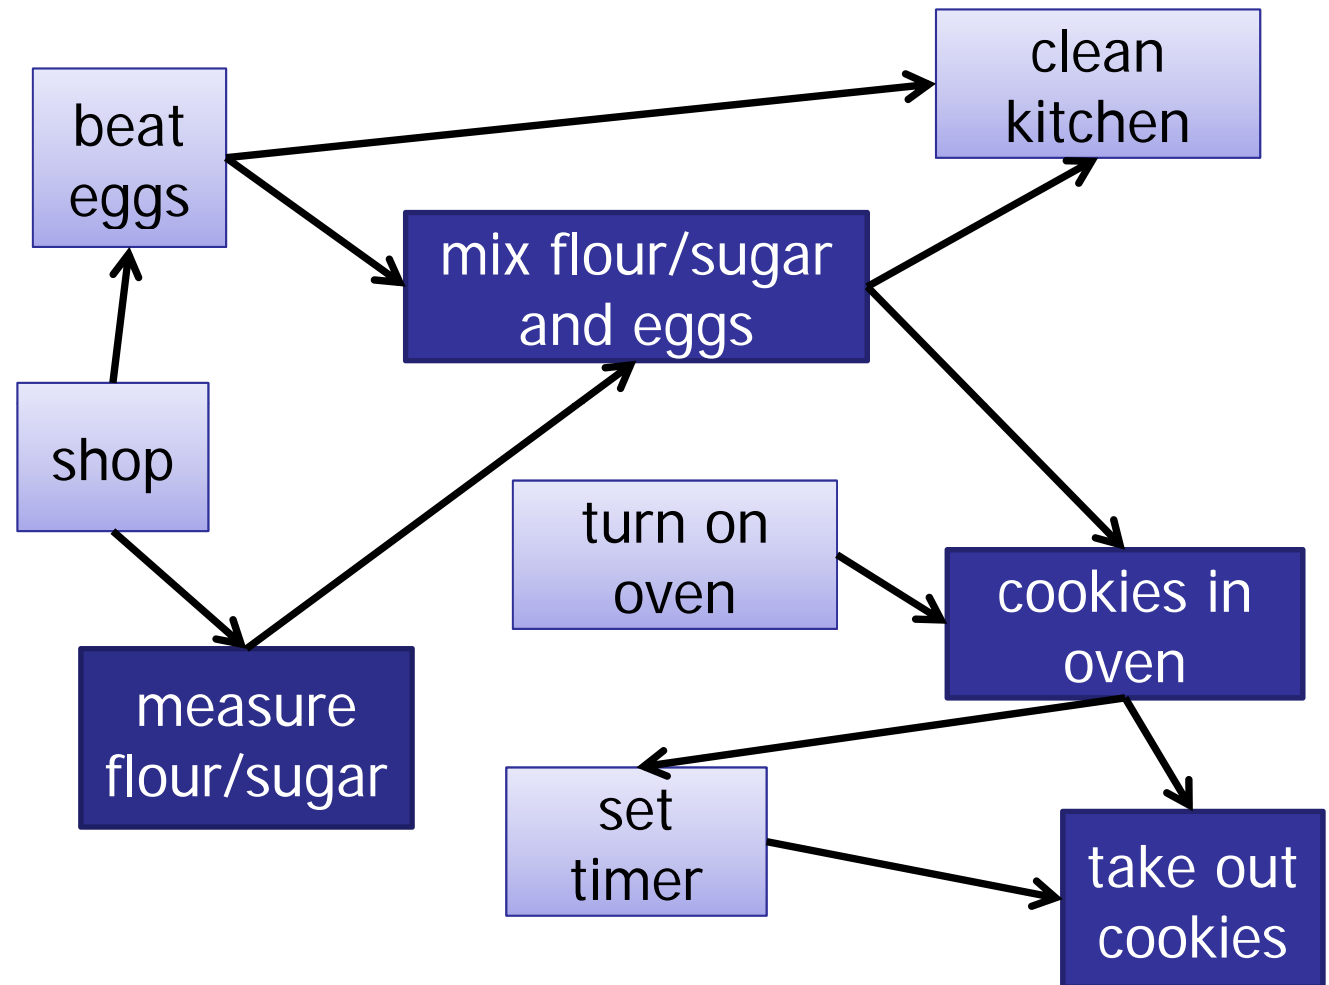 clean
kitchen
beat
eggs
mix flour/sugar
and eggs
shop
turn on
oven
cookies in
oven
measure
flour/sugar
set
timer
take out
cookies